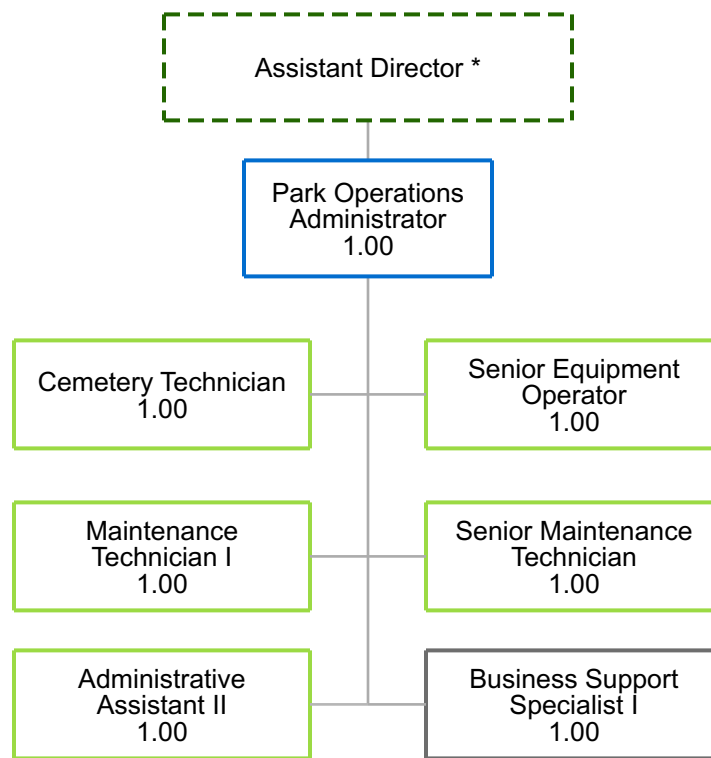 Assistant Director *
Park Operations
Administrator
1.00
Cemetery Technician
1.00
Senior Equipment
Operator
1.00
Maintenance
Technician I
1.00
Senior Maintenance
Technician
1.00
Administrative
Assistant II
1.00
Business Support
Specialist I
1.00